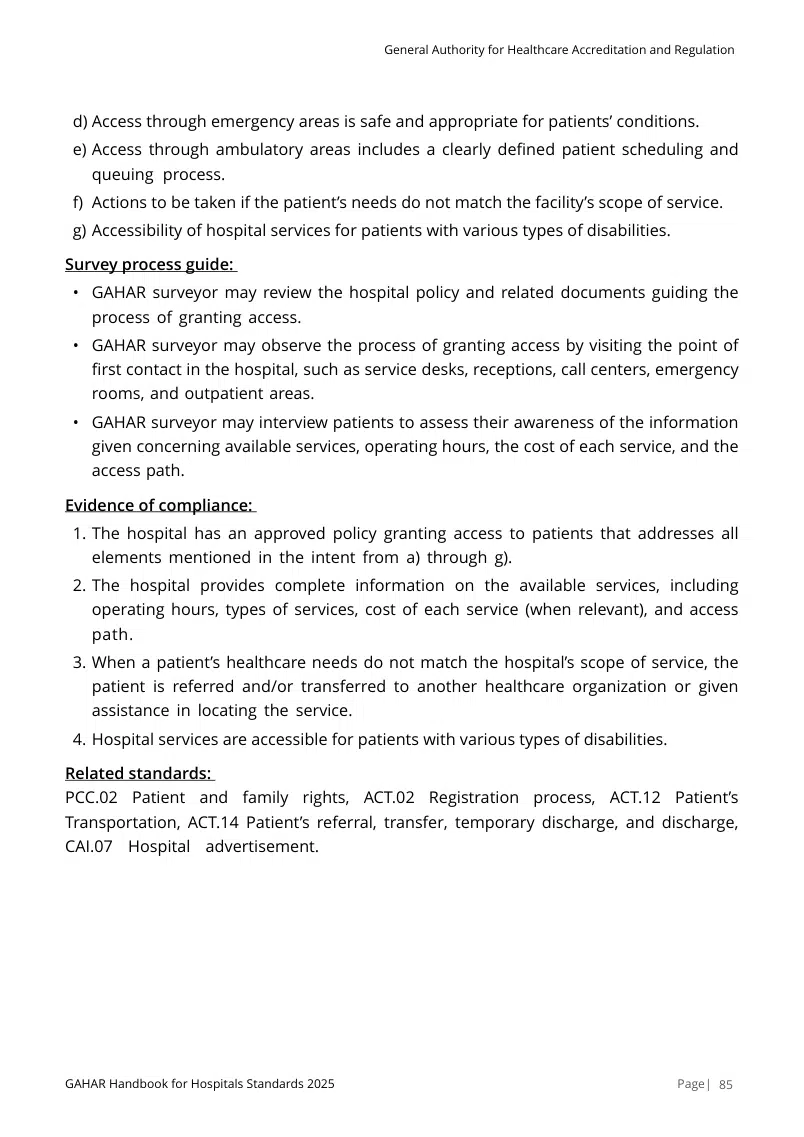 General Authority for Healthcare Accreditation and Regulation
d) Access through emergency areas is safe and appropriate for patients’ conditions.
e) Access through ambulatory areas includes a clearly defined patient scheduling and
queuing process.
f) Actions to be taken if the patient’s needs do not match the facility’s scope of service.
g) Accessibility of hospital services for patients with various types of disabilities.
Survey process guide:
• GAHAR surveyor may review the hospital policy and related documents guiding the
process of granting access.
• GAHAR surveyor may observe the process of granting access by visiting the point of
first contact in the hospital, such as service desks, receptions, call centers, emergency
rooms, and outpatient areas.
• GAHAR surveyor may interview patients to assess their awareness of the information
given concerning available services, operating hours, the cost of each service, and the
access path.
Evidence of compliance:
1. The hospital has an approved policy granting access to patients that addresses all
elements mentioned in the intent from a) through g).
2. The hospital provides complete information on the available services, including
operating hours, types of services, cost of each service (when relevant), and access
path.
3. When a patient’s healthcare needs do not match the hospital’s scope of service, the
patient is referred and/or transferred to another healthcare organization or given
assistance in locating the service.
4. Hospital services are accessible for patients with various types of disabilities.
Related standards:
PCC.02 Patient and family rights, ACT.02 Registration process, ACT.12 Patient’s
Transportation, ACT.14 Patient’s referral, transfer, temporary discharge, and discharge,
CAI.07 Hospital advertisement.
GAHAR Handbook for Hospitals Standards 2025
Page| 85